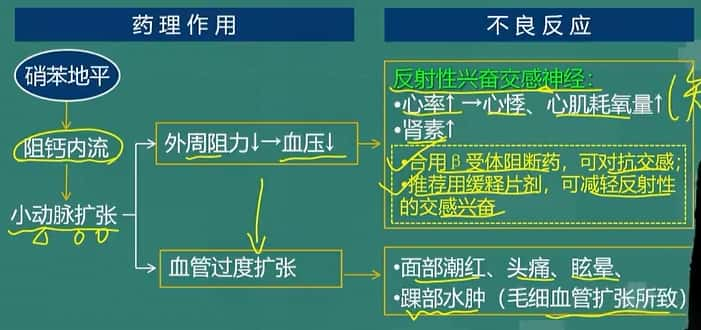 药理作用
不良反应
硝苯地平
阻钙内流
小动脉扩张
外周阻力↓→血压↓
血管过度扩张
反射性兴奋交感神经：
•心率↑→心悸、心肌耗氧量↑
•肾素↑
•合用β受体阻断药，可对抗交感；
•推荐用缓释片剂，可减轻反射性
的交感兴奋
•面部潮红、头痛、眩晕、
•踝部水肿（毛细血管扩张所致）